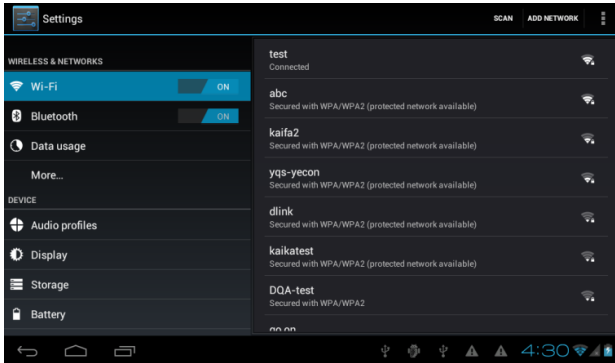 Settings
SCAN
ADD NETWORK
WIRELESS & NETWORKS
Wi-Fi
ON
Bluetooth
ON
Data usage
More...
DEVICE
Audio profiles
Display
Storage
Battery
test
Connected
abc
Secured with WPA/WPA2 (protected network available)
kaifa2
Secured with WPA/WPA2 (protected network available)
yqs-yecon
Secured with WPA/WPA2 (protected network available)
dlink
Secured with WPA/WPA2 (protected network available)
kaikatest
Secured with WPA/WPA2 (protected network available)
DQA-test
Secured with WPA/WPA2
4:30